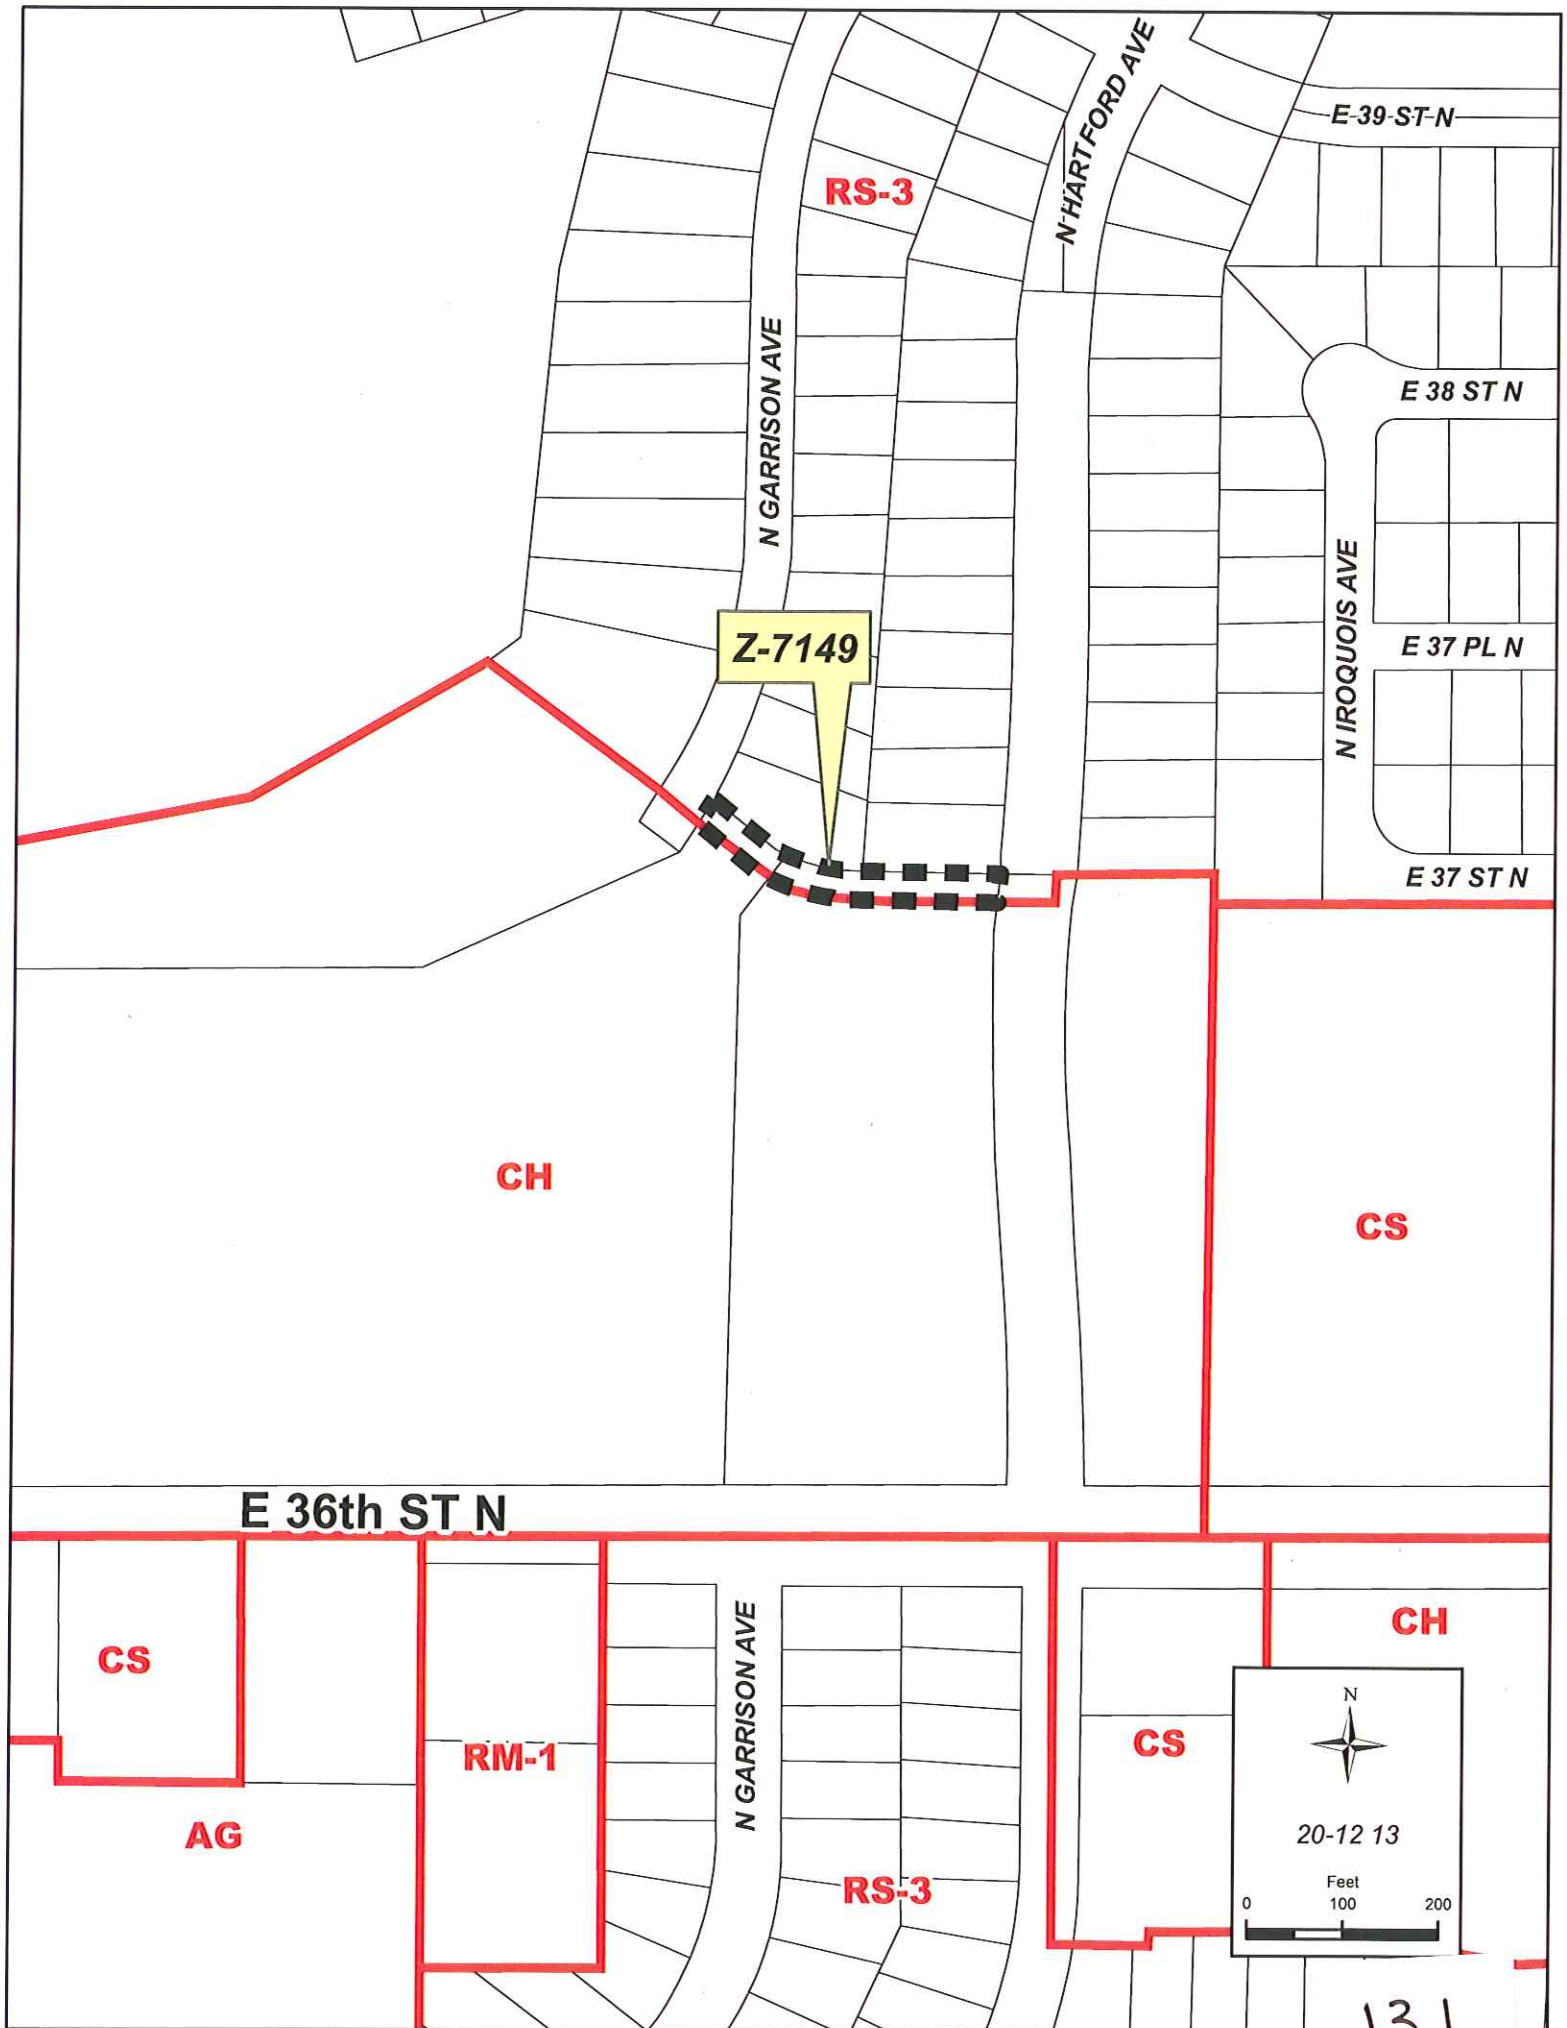 N HARTFORD AVE
E 39 ST N
RS-3
N GARRISON AVE
E 38 ST N
Z-7149
N IROQUOIS AVE
E 37 PL N
E 37 ST N
CH
CS
E 36th ST N
CS
N GARRISON AVE
CH
RM-1
CS
N
AG
20-12 13
RS-3
Feet
0 100 200
131